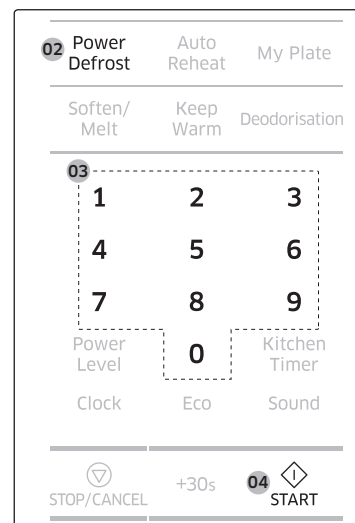 02 Power Defrost Auto Reheat My Plate
Soften/ Melt Keep Warm Deodorisation
03
1 2 3
4 5 6
7 8 9
Power Level 0 Kitchen Timer
Clock Eco Sound
STOP/CANCEL +30s 04 START